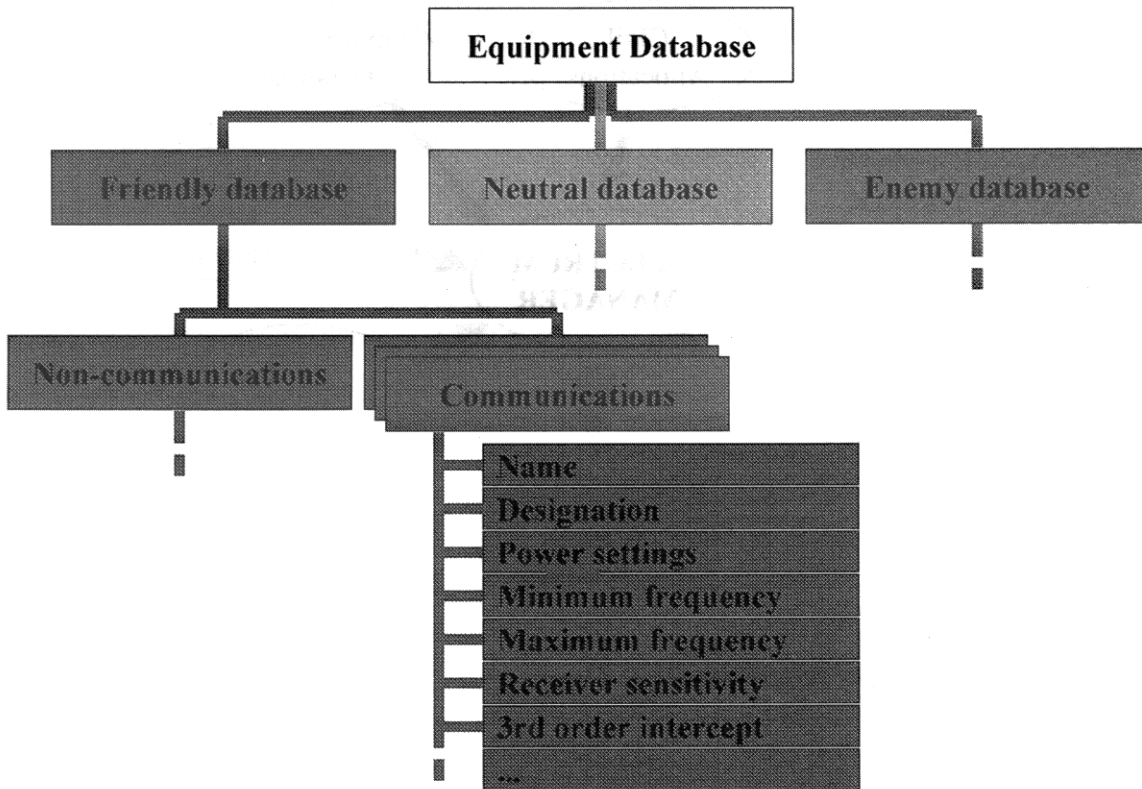 Equipment Database
Friendly database
Neutral database
Enemy database
Non-communications
Communications
Name
Designation
Power settings
Minimum frequency
Maximum frequency
Receiver sensitivity
3rd order intercept
...